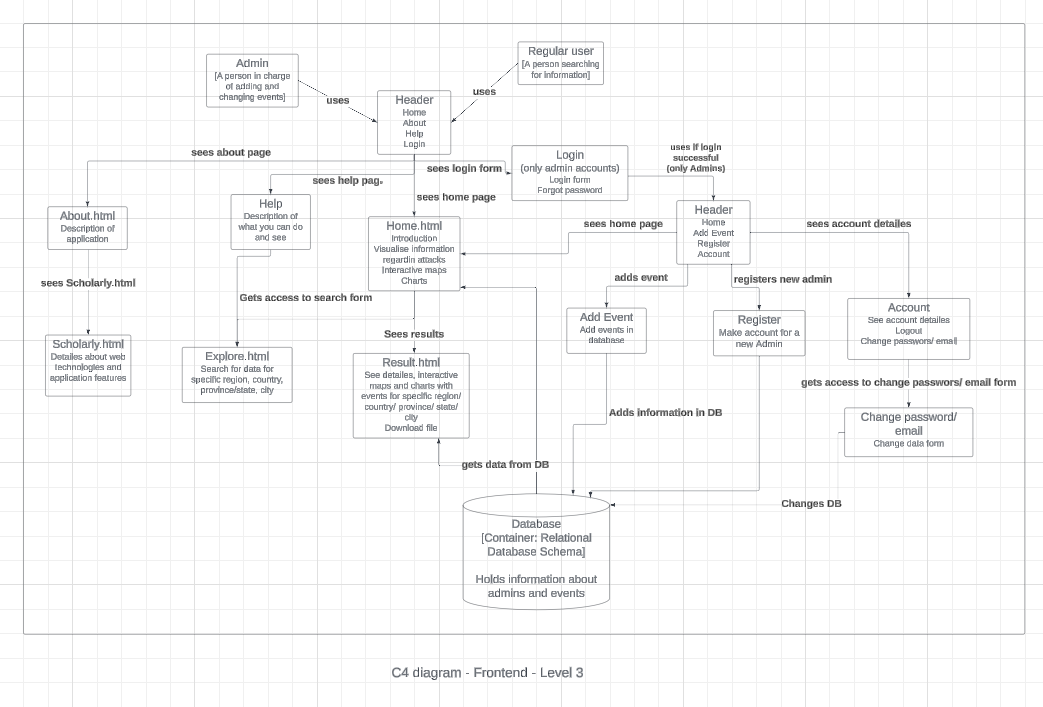 Admin
[A person in charge
of adding and
changing events]
Regular user
[A person searching
for information]
uses
uses
Header
Home
About
Help
Login
sees about page
sees login form
sees help pag.
sees home page
Login
(only admin accounts)
Login form
Forgot password
uses if login
successful
(only Admins)
About.html
Description of
application
Help
Description of
what you can do
and see
Home.html
Introduction
Visualise information
regardin attacks
Interactive maps
Charts
sees home page
Header
Home
Add Event
Register
Account
sees account detailes
sees Scholarly.html
Gets access to search form
adds event
registers new admin
Add Event
Add events in
database
Register
Make account for a
new Admin
Account
See account detailes
Logout
Change passwors/ email
Sees results
Scholarly.html
Detailes about web
technologies and
application features
Explore.html
Search for data for
specific region, country,
province/state, city
Result.html
See detailes, interactive
maps and charts with
events for specific region/
country/ province/ state/
city
Download file
gets access to change passwors/ email form
Adds information in DB
Change password/
email
Change data form
gets data from DB
Changes DB
Database
[Container: Relational
Database Schema]
Holds information about
admins and events
C4 diagram - Frontend - Level 3